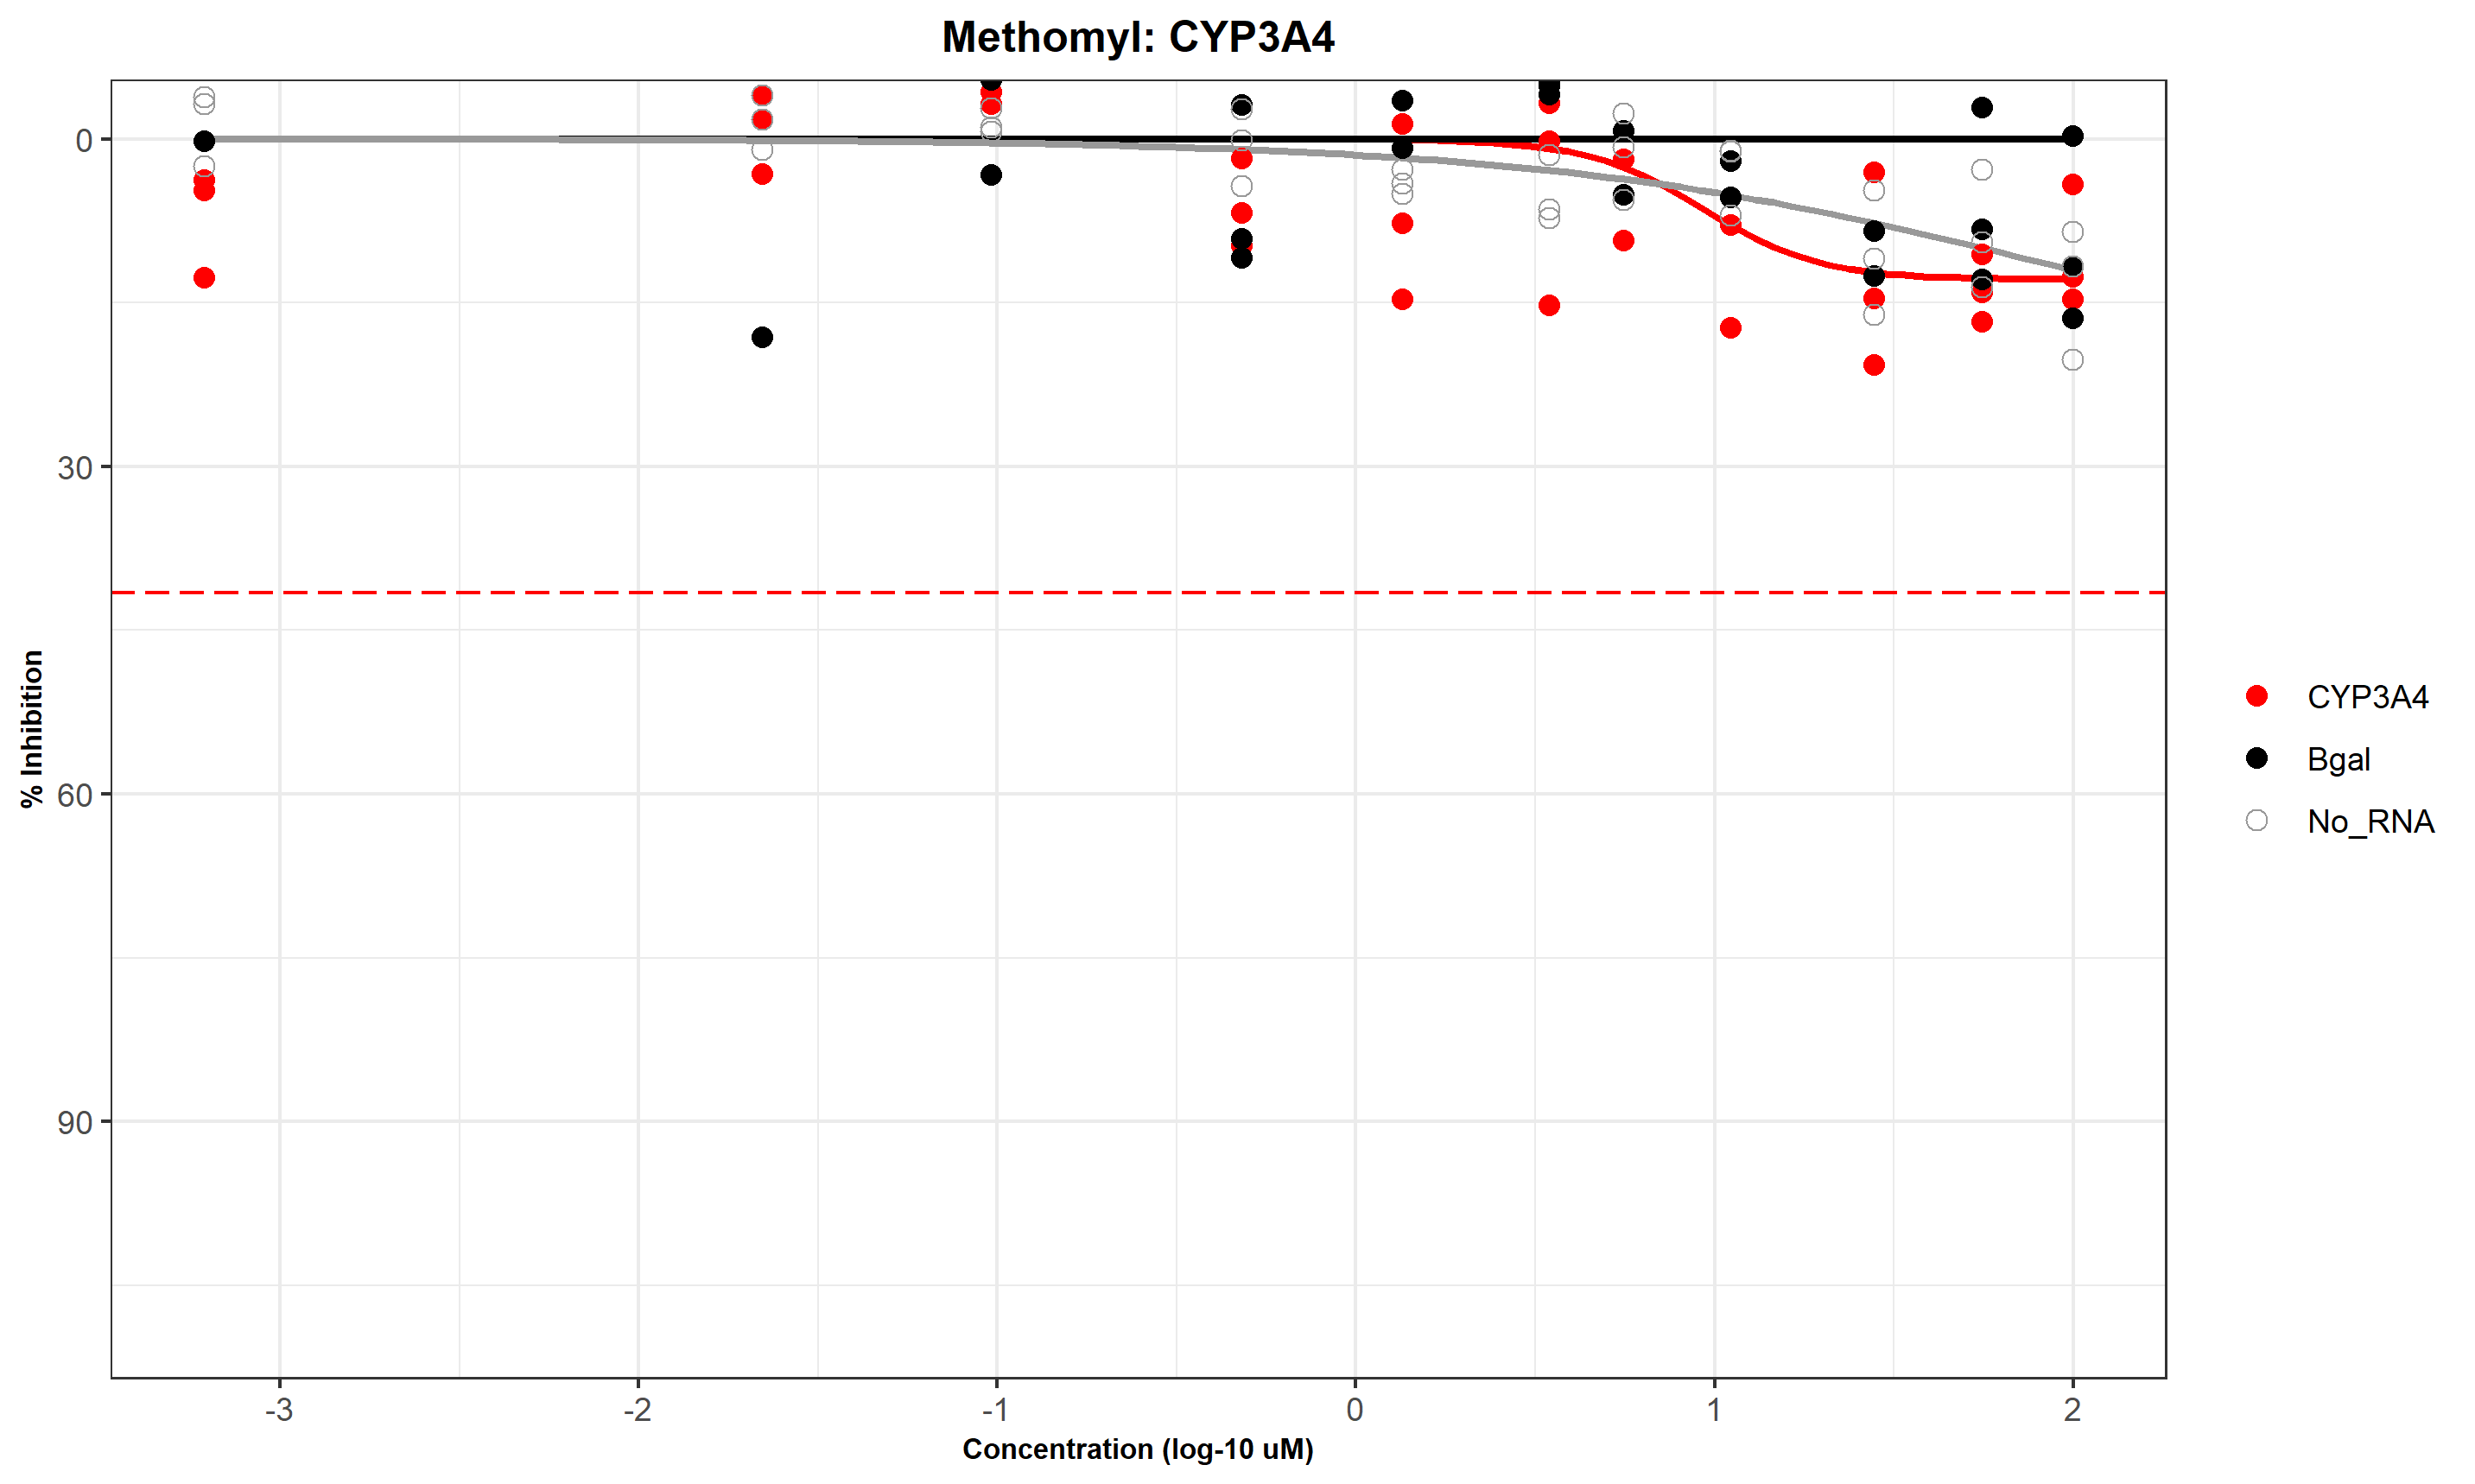 Methomyl: CYP3A4
0
30
60
90
% Inhibition
-3
-2
-1
0
1
2
Concentration (log-10 uM)
CYP3A4
Bgal
No_RNA